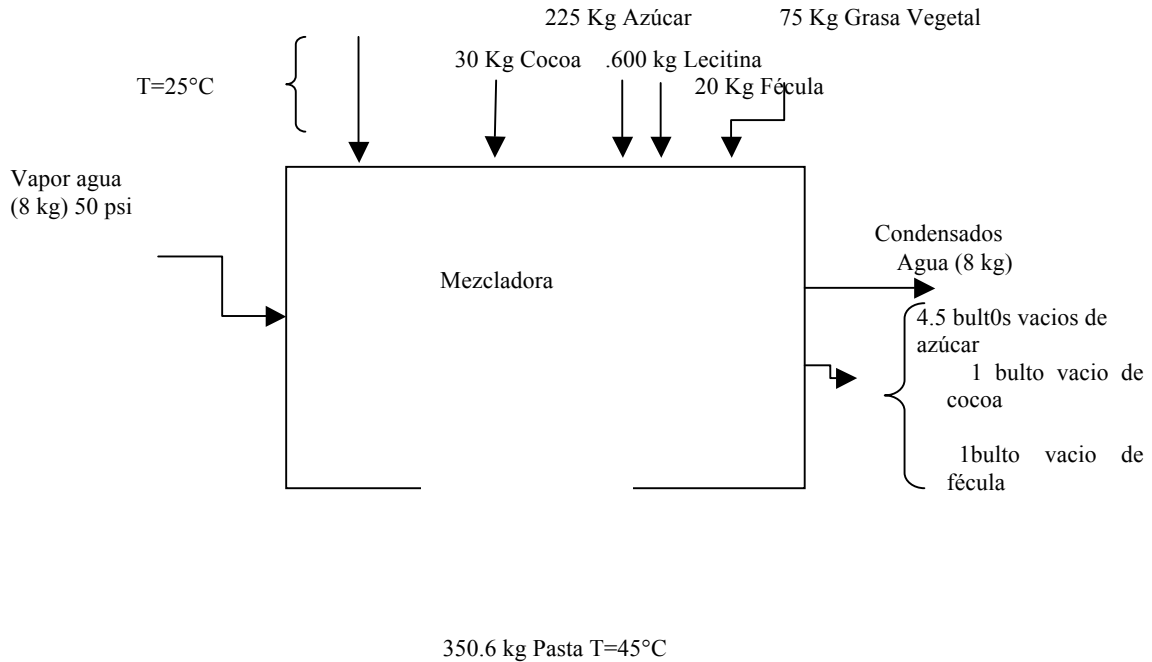 225 Kg Azúcar
75 Kg Grasa Vegetal
30 Kg Cocoa
.600 kg Lecitina
T=25°C
20 Kg Fécula
Vapor agua
(8 kg) 50 psi
Condensados
Agua (8 kg)
Mezcladora
4.5 bult0s vacios de
azúcar
1 bulto vacio de
cocoa
1bulto vacio de
fécula
350.6 kg Pasta T=45°C